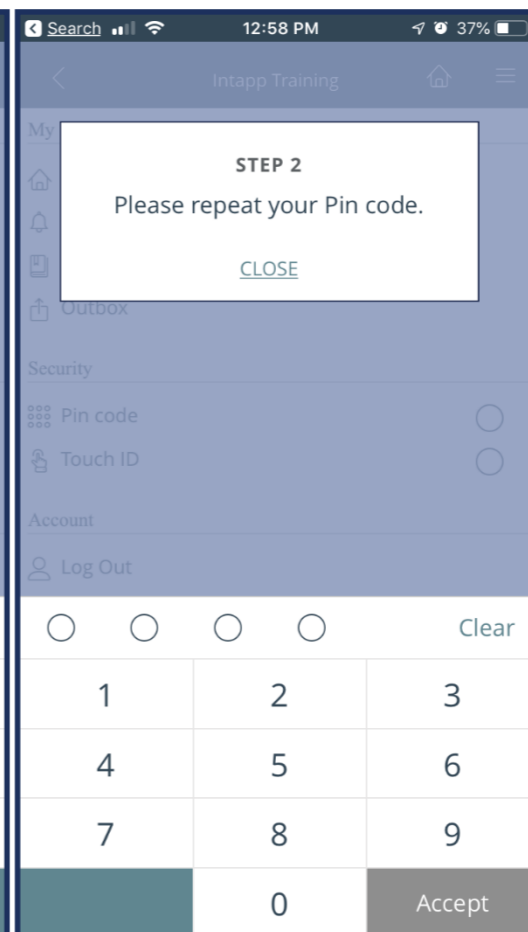 Search 12:58 PM 37%
Intapp Training
My
STEP 2
Please repeat your Pin code.
CLOSE
Outbox
Security
Pin code
Touch ID
Account
Log Out
Clear
1 2 3
4 5 6
7 8 9
0 Accept